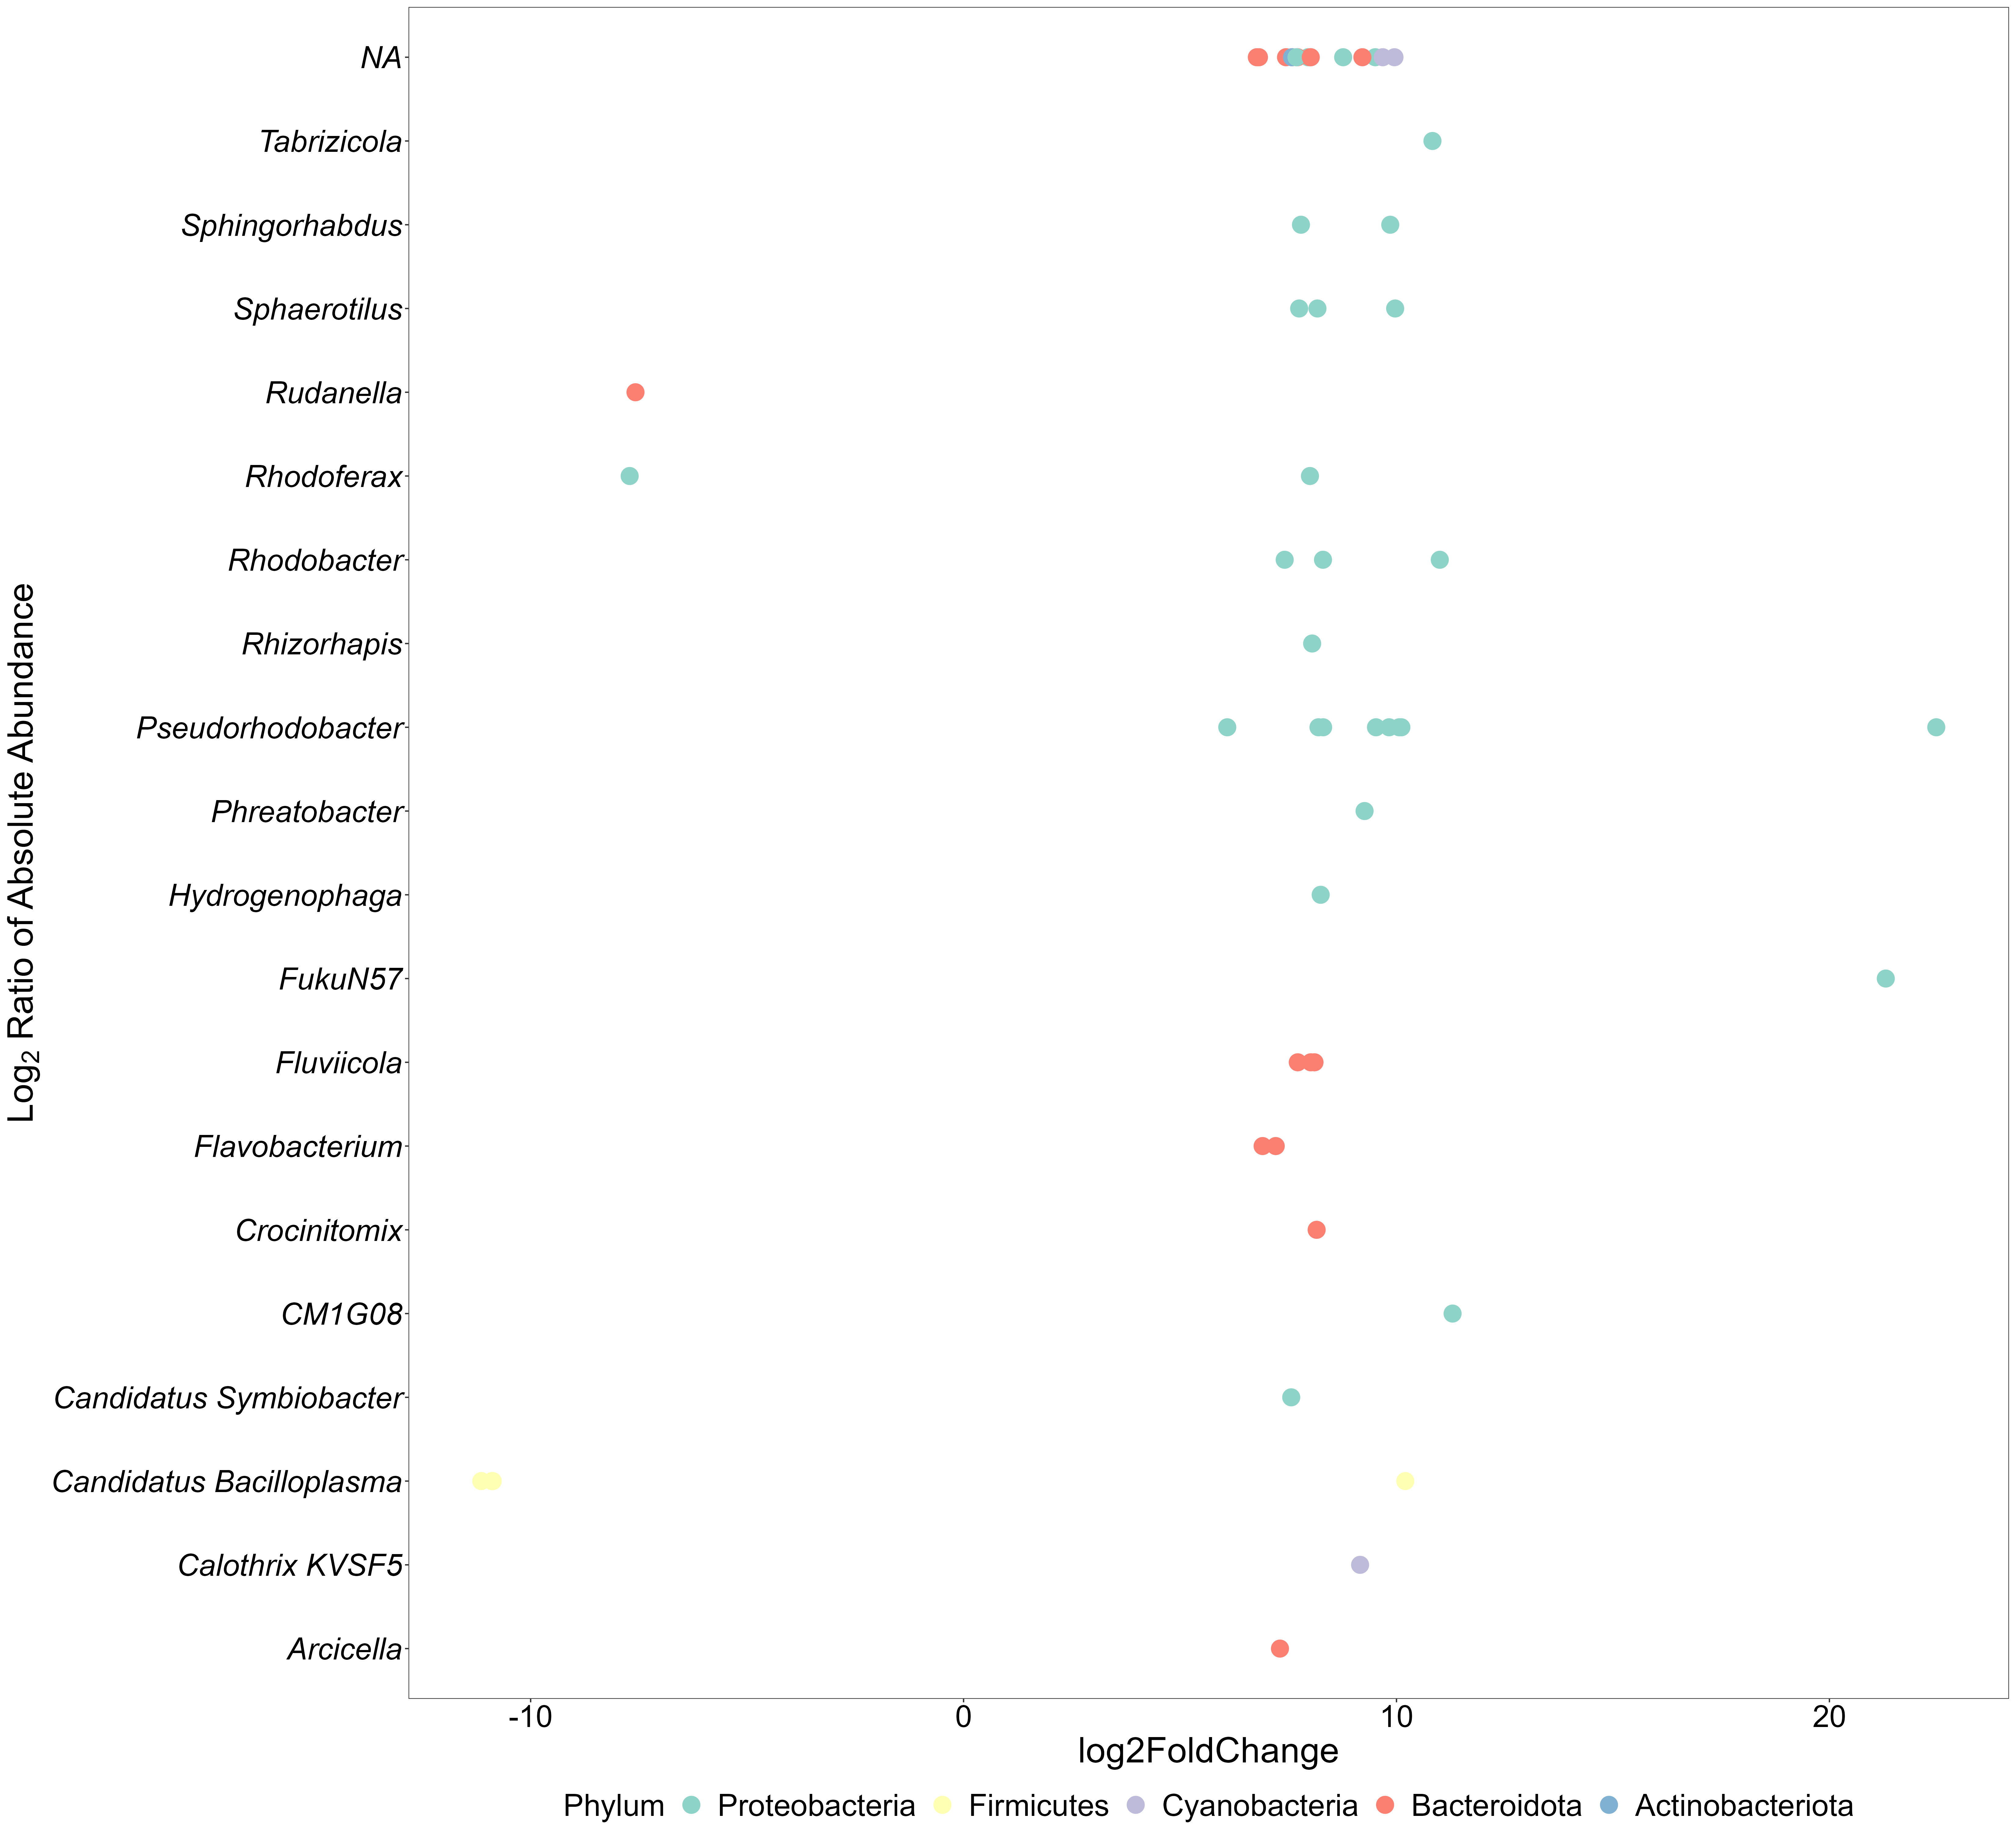 NA
Tabrizicola
Sphingorhabdus
Sphaerotilus
Rudanella
Rhodoferax
Rhodobacter
Rhizorhapis
Pseudorhodobacter
Phreatobacter
Hydrogenophaga
FukuN57
Fluviicola
Flavobacterium
Crocinitomix
CM1G08
Candidatus Symbiobacter
Candidatus Bacilloplasma
Calothrix KVSF5
Arcicella
Log₂ Ratio of Absolute Abundance
-10 0 10 20
log2FoldChange
Phylum Proteobacteria Firmicutes Cyanobacteria Bacteroidota Actinobacteriota